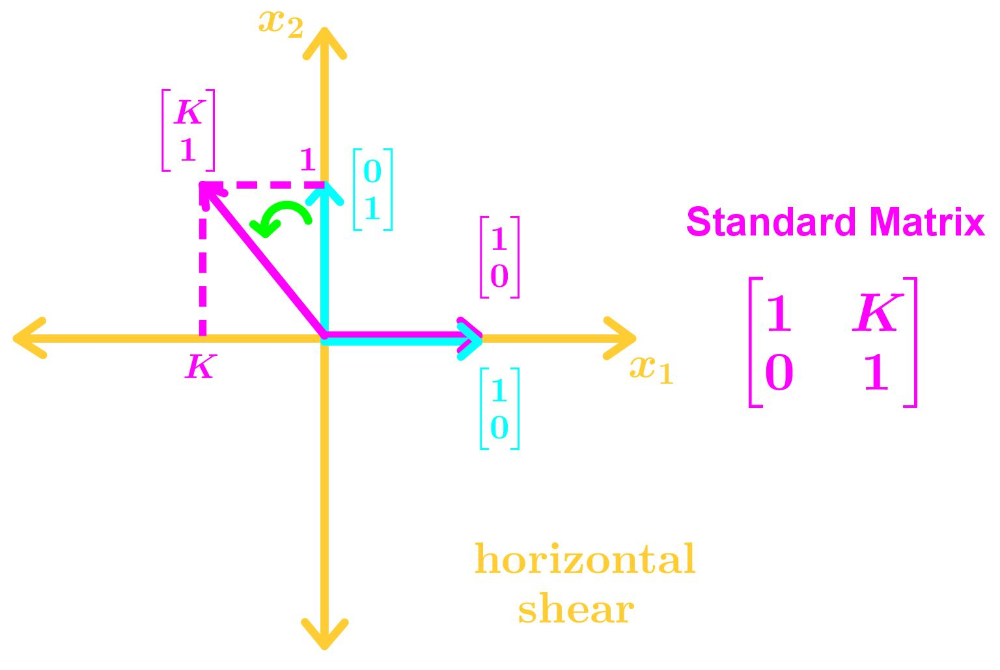 x₂
[K
1]
1
[0
1]
[1
0]
Standard Matrix
[1 K
0 1]
K
x₁
[1
0]
horizontal
shear